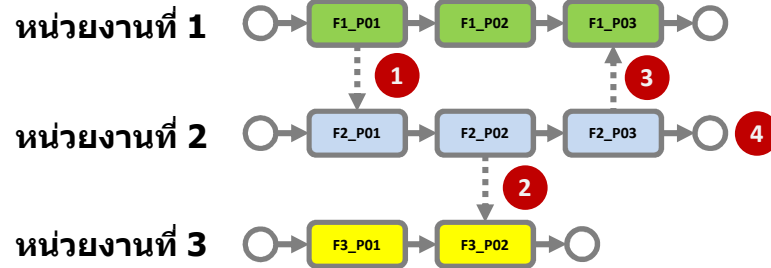 หน่วยงานที่ 1 F1_P01 F1_P02 F1_P03
1 3
หน่วยงานที่ 2 F2_P01 F2_P02 F2_P03 4
2
หน่วยงานที่ 3 F3_P01 F3_P02